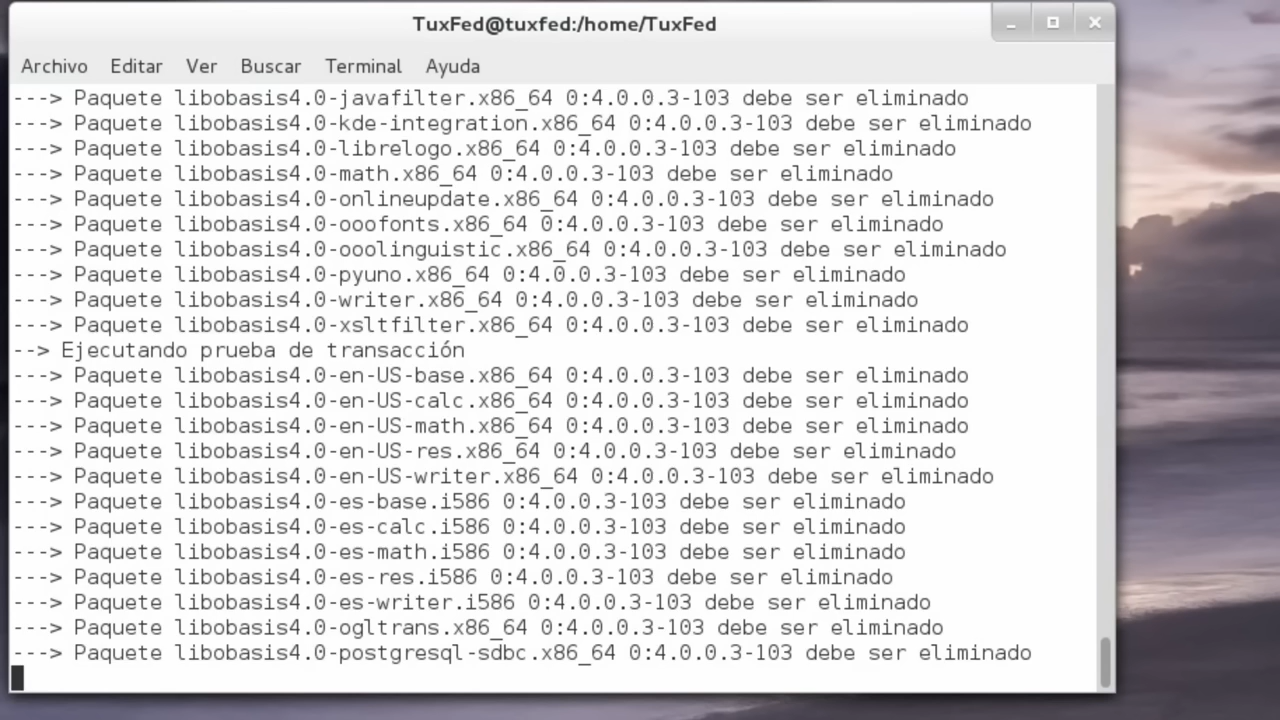 TuxFed@tuxfed:/home/TuxFed
Archivo Editar Ver Buscar Terminal Ayuda
---> Paquete libobasis4.0-javafilter.x86_64 0:4.0.0.3-103 debe ser eliminado
---> Paquete libobasis4.0-kde-integration.x86_64 0:4.0.0.3-103 debe ser eliminado
---> Paquete libobasis4.0-librelogo.x86_64 0:4.0.0.3-103 debe ser eliminado
---> Paquete libobasis4.0-math.x86_64 0:4.0.0.3-103 debe ser eliminado
---> Paquete libobasis4.0-onlineupdate.x86_64 0:4.0.0.3-103 debe ser eliminado
---> Paquete libobasis4.0-ooofonts.x86_64 0:4.0.0.3-103 debe ser eliminado
---> Paquete libobasis4.0-ooolinguistic.x86_64 0:4.0.0.3-103 debe ser eliminado
---> Paquete libobasis4.0-pyuno.x86_64 0:4.0.0.3-103 debe ser eliminado
---> Paquete libobasis4.0-writer.x86_64 0:4.0.0.3-103 debe ser eliminado
---> Paquete libobasis4.0-xsltfilter.x86_64 0:4.0.0.3-103 debe ser eliminado
--> Ejecutando prueba de transacción
---> Paquete libobasis4.0-en-US-base.x86_64 0:4.0.0.3-103 debe ser eliminado
---> Paquete libobasis4.0-en-US-calc.x86_64 0:4.0.0.3-103 debe ser eliminado
---> Paquete libobasis4.0-en-US-math.x86_64 0:4.0.0.3-103 debe ser eliminado
---> Paquete libobasis4.0-en-US-res.x86_64 0:4.0.0.3-103 debe ser eliminado
---> Paquete libobasis4.0-en-US-writer.x86_64 0:4.0.0.3-103 debe ser eliminado
---> Paquete libobasis4.0-es-base.i586 0:4.0.0.3-103 debe ser eliminado
---> Paquete libobasis4.0-es-calc.i586 0:4.0.0.3-103 debe ser eliminado
---> Paquete libobasis4.0-es-math.i586 0:4.0.0.3-103 debe ser eliminado
---> Paquete libobasis4.0-es-res.i586 0:4.0.0.3-103 debe ser eliminado
---> Paquete libobasis4.0-es-writer.i586 0:4.0.0.3-103 debe ser eliminado
---> Paquete libobasis4.0-ogltrans.x86_64 0:4.0.0.3-103 debe ser eliminado
---> Paquete libobasis4.0-postgresql-sdbc.x86_64 0:4.0.0.3-103 debe ser eliminado